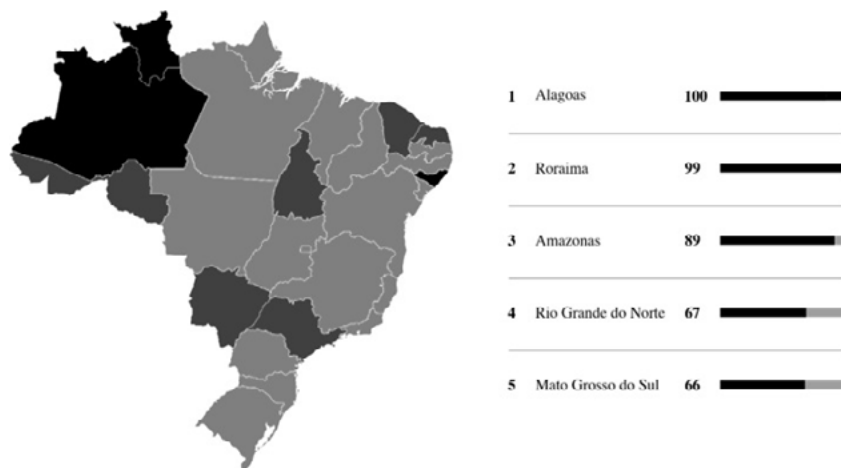 1 Alagoas 100
2 Roraima 99
3 Amazonas 89
4 Rio Grande do Norte 67
5 Mato Grosso do Sul 66